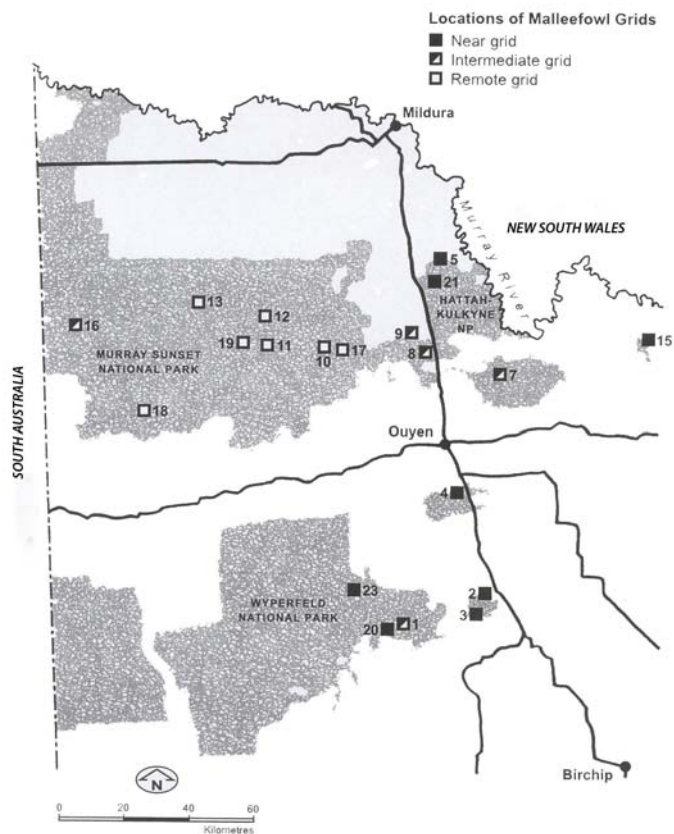 Locations of Malleefowl Grids
Near grid
Intermediate grid
Remote grid
Mildura
Murray River
NEW SOUTH WALES
5
21
HATTAH-
KULKYNE
NP
13
12
16
9
15
19
11
10
17
8
7
MURRAY SUNSET
NATIONAL PARK
18
SOUTH AUSTRALIA
Ouyen
4
23
2
WYPERFELD
NATIONAL PARK
3
20
1
Birchip
N
0
20
40
60
Kilometres